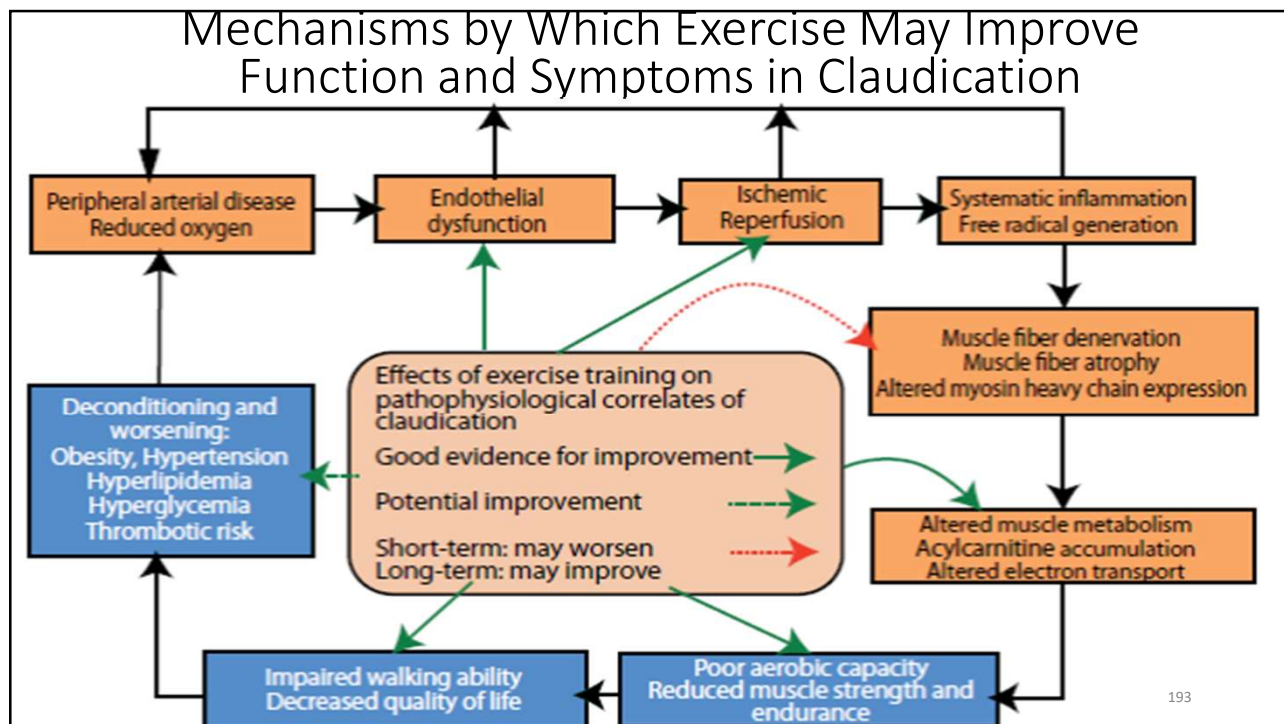 Mechanisms by Which Exercise May Improve
Function and Symptoms in Claudication
Peripheral arterial disease
Reduced oxygen
Endothelial
dysfunction
Ischemic
Reperfusion
Systematic inflammation
Free radical generation
Muscle fiber denervation
Muscle fiber atrophy
Altered myosin heavy chain expression
Effects of exercise training on
pathophysiological correlates of
claudication
Good evidence for improvement
Potential improvement
Short-term: may worsen
Long-term: may improve
Deconditioning and
worsening:
Obesity, Hypertension
Hyperlipidemia
Hyperglycemia
Thrombotic risk
Altered muscle metabolism
Acylcarnitine accumulation
Altered electron transport
Impaired walking ability
Decreased quality of life
Poor aerobic capacity
Reduced muscle strength and
endurance
193